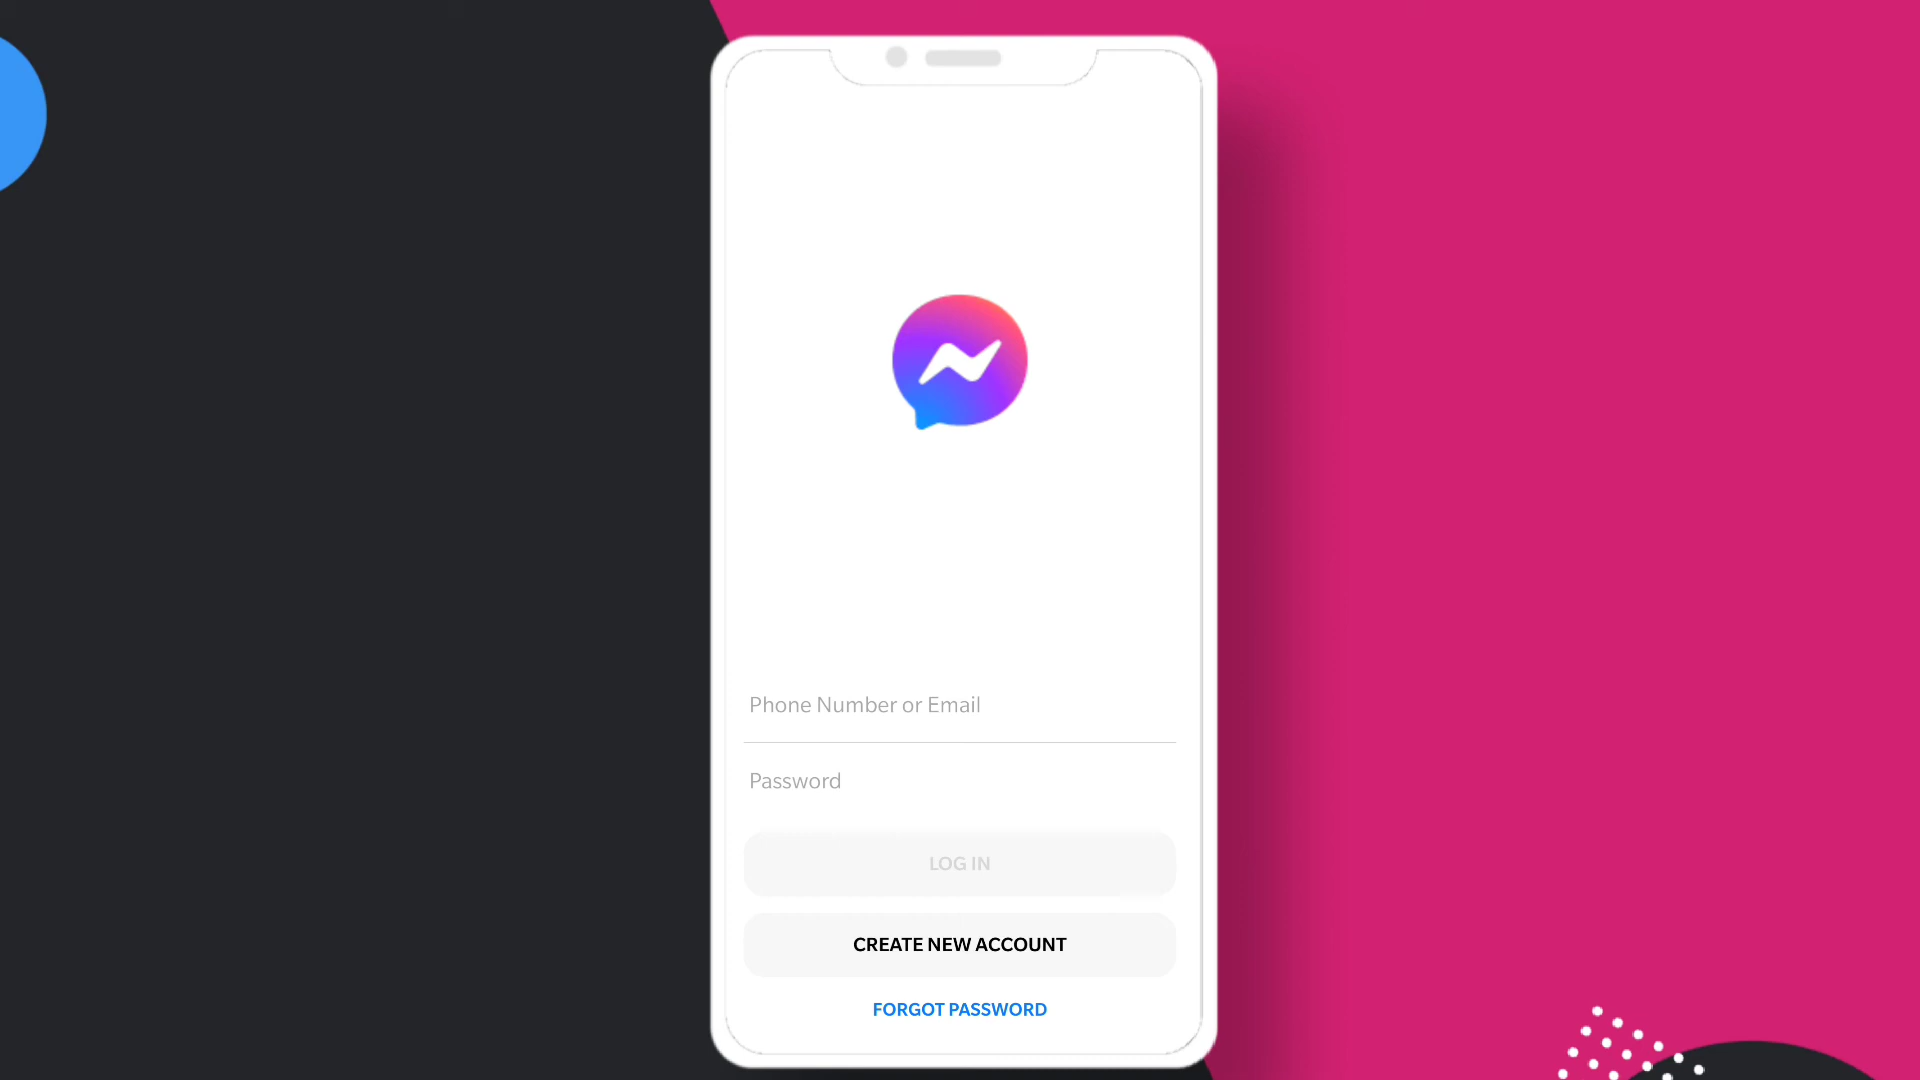 Phone Number or Email
Password
LOG IN
CREATE NEW ACCOUNT
FORGOT PASSWORD